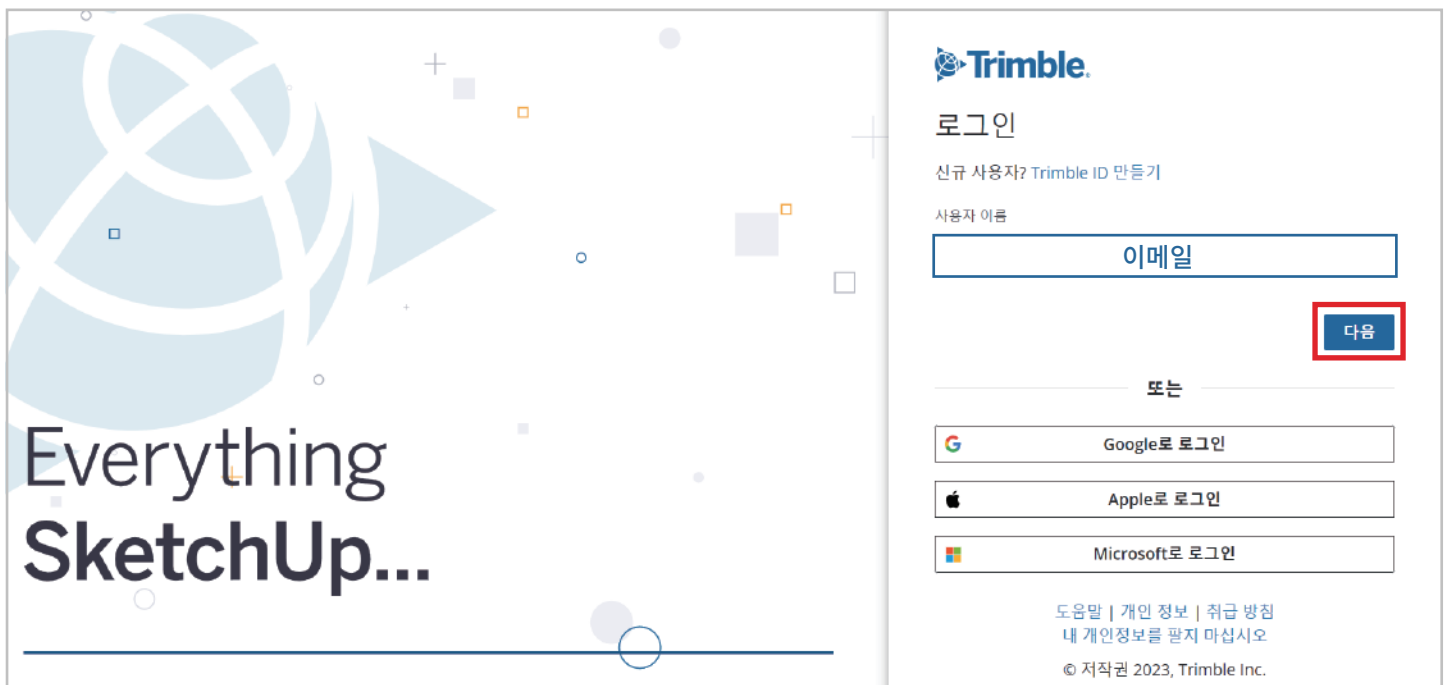 Everything
SketchUp...
Trimble.
로그인
신규 사용자? Trimble ID 만들기
사용자 이름
이메일
다음
또는
Google로 로그인
Apple로 로그인
Microsoft로 로그인
도움말 | 개인 정보 | 취급 방침
내 개인정보를 팔지 마십시오
© 저작권 2023, Trimble Inc.